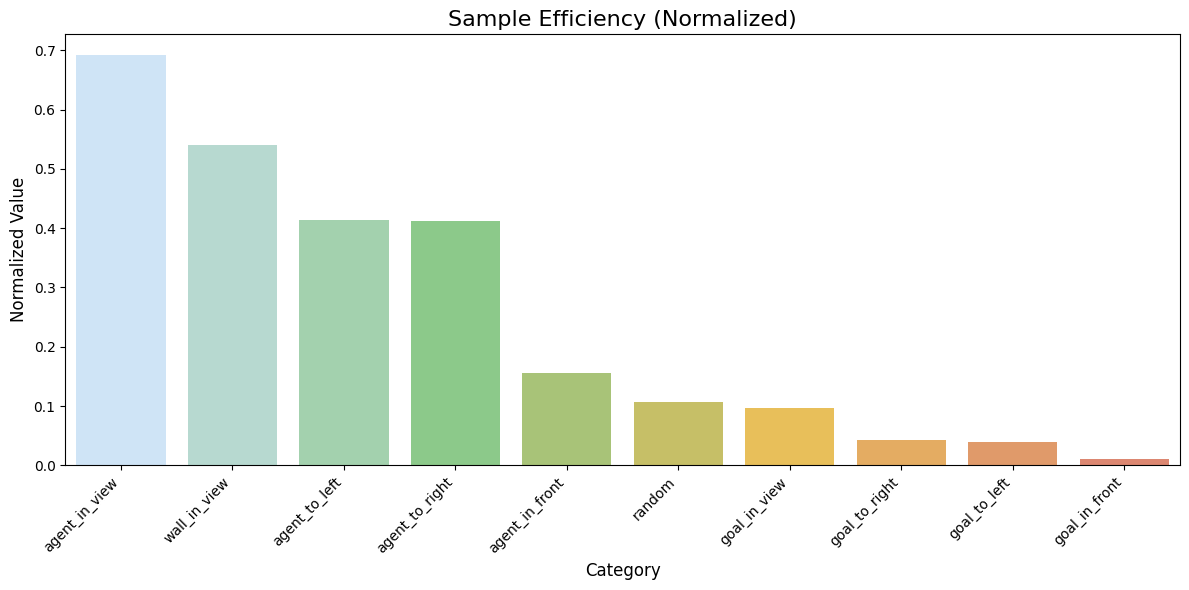 Sample Efficiency (Normalized)
Normalized Value
0.7
0.6
0.5
0.4
0.3
0.2
0.1
0.0
agent_in_view
wall_in_view
agent_to_left
agent_to_right
agent_in_front
random
goal_in_view
goal_to_right
goal_to_left
goal_in_front
Category